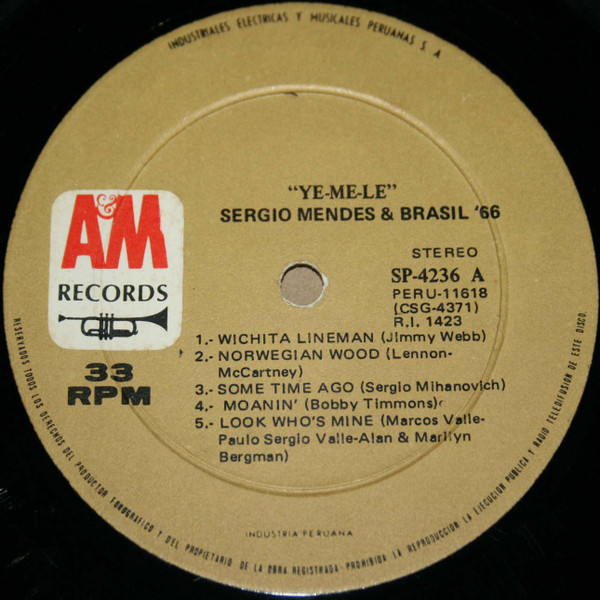 INDUSTRIALES ELECTRICAS Y MUSICALES PERUANAS S. A
"YE-ME-LE"
SERGIO MENDES & BRASIL '66
A&M
RECORDS
33
RPM
STEREO
SP-4236 A
PERU-11618
(CSG-4371)
R.I. 1423
1.- WICHITA LINEMAN (Jimmy Webb)
2.- NORWEGIAN WOOD (Lennon-
McCartney)
3.- SOME TIME AGO (Sergio Mihanovich)
4.- MOANIN' (Bobby Timmons)
5.- LOOK WHO'S MINE (Marcos Valle-
Paulo Sergio Valle-Alan & Marilyn
Bergman)
INDUSTRIA PERUANA
RESERVADOS TODOS LOS DERECHOS DEL PRODUCTOR FONOGRAFICO Y DEL PROPIETARIO DE LA OBRA REGISTRADA-PROHIBIDA LA REPRODUCCION LA EJECUCION PUBLICA Y RADIO TELEDIFUSION DE ESTE DISCO.